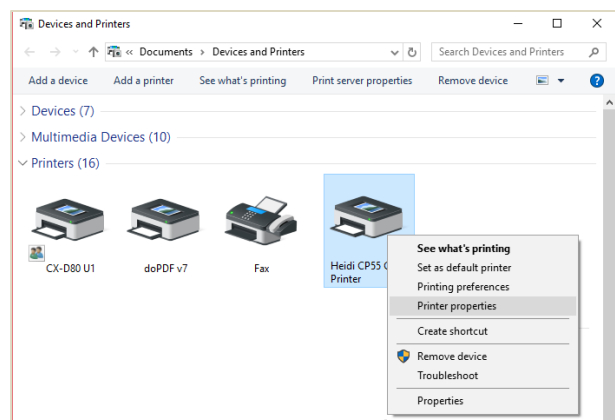 Devices and Printers
« Documents > Devices and Printers
Search Devices and Printers
Add a device
Add a printer
See what's printing
Print server properties
Remove device
?
Devices (7)
Multimedia Devices (10)
Printers (16)
CX-D80 U1
doPDF v7
Fax
Heidi CP55
Printer
See what's printing
Set as default printer
Printing preferences
Printer properties
Create shortcut
Remove device
Troubleshoot
Properties